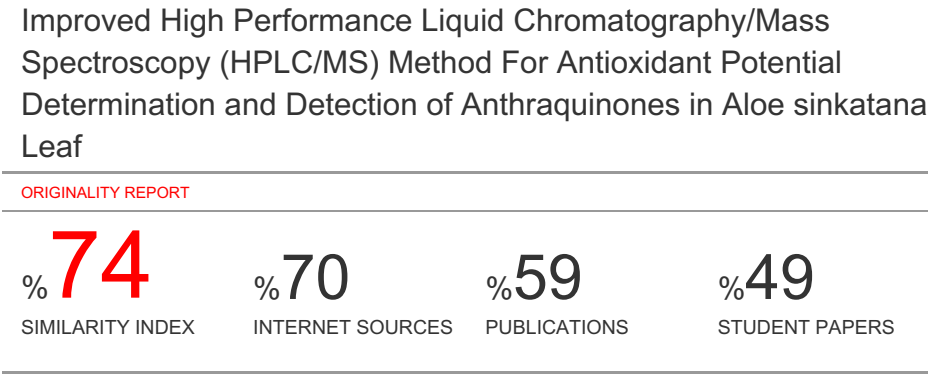 Improved High Performance Liquid Chromatography/Mass
Spectroscopy (HPLC/MS) Method For Antioxidant Potential
Determination and Detection of Anthraquinones in Aloe sinkatana
Leaf
ORIGINALITY REPORT
%74 %70 %59 %49
SIMILARITY INDEX INTERNET SOURCES PUBLICATIONS STUDENT PAPERS